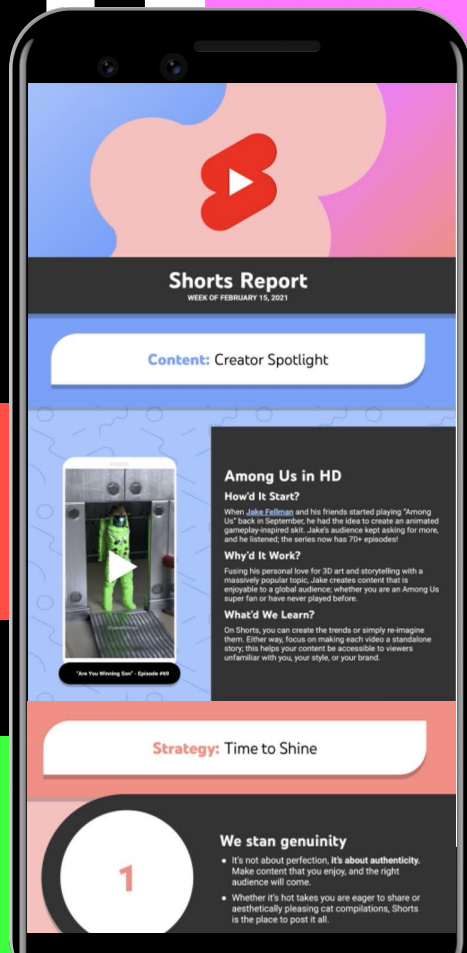 Shorts Report
WEEK OF FEBRUARY 15, 2021
Content: Creator Spotlight
Among Us in HD
How'd It Start?
When Jake Fellman and his friends started playing "Among
Us" back in September, he had the idea to create an animated
gameplay-inspired skit. Jake's audience kept asking for more,
and he listened; the series now has 70+ episodes!
Why'd It Work?
Fusing his personal love for 3D art and storytelling with a
massively popular topic, Jake creates content that is
enjoyable to a global audience; whether you are an Among Us
super fan or have never played before.
What'd We Learn?
On Shorts, you can create the trends or simply re-imagine
them. Either way, focus on making each video a standalone
story; this helps your content be accessible to viewers
unfamiliar with you, your style, or your brand.
"Are You Winning Son" - Episode #69
Strategy: Time to Shine
1
We stan genuinity
• It's not about perfection, it's about authenticity.
Make content that you enjoy, and the right
audience will come.
• Whether it's hot takes you are eager to share or
aesthetically pleasing cat compilations, Shorts
is the place to post it all.